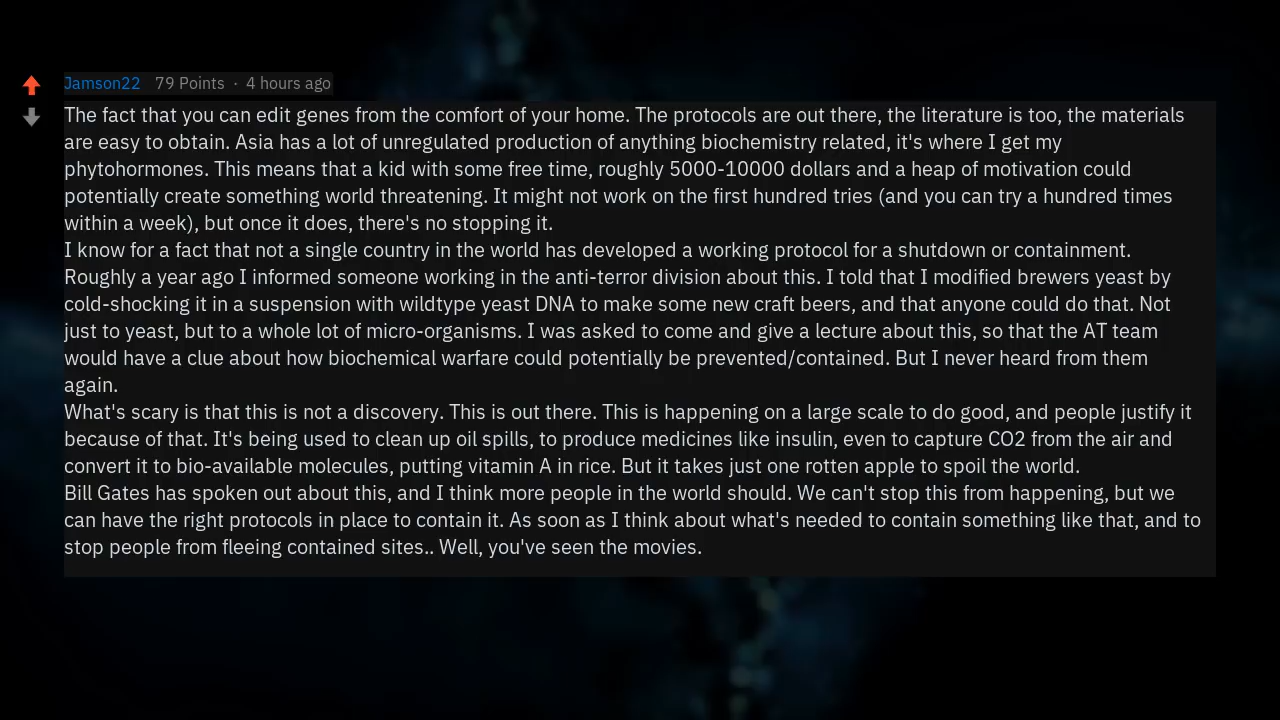 Jamson22 79 Points · 4 hours ago
The fact that you can edit genes from the comfort of your home. The protocols are out there, the literature is too, the materials
are easy to obtain. Asia has a lot of unregulated production of anything biochemistry related, it's where I get my
phytohormones. This means that a kid with some free time, roughly 5000-10000 dollars and a heap of motivation could
potentially create something world threatening. It might not work on the first hundred tries (and you can try a hundred times
within a week), but once it does, there's no stopping it.
I know for a fact that not a single country in the world has developed a working protocol for a shutdown or containment.
Roughly a year ago I informed someone working in the anti-terror division about this. I told that I modified brewers yeast by
cold-shocking it in a suspension with wildtype yeast DNA to make some new craft beers, and that anyone could do that. Not
just to yeast, but to a whole lot of micro-organisms. I was asked to come and give a lecture about this, so that the AT team
would have a clue about how biochemical warfare could potentially be prevented/contained. But I never heard from them
again.
What's scary is that this is not a discovery. This is out there. This is happening on a large scale to do good, and people justify it
because of that. It's being used to clean up oil spills, to produce medicines like insulin, even to capture CO2 from the air and
convert it to bio-available molecules, putting vitamin A in rice. But it takes just one rotten apple to spoil the world.
Bill Gates has spoken out about this, and I think more people in the world should. We can't stop this from happening, but we
can have the right protocols in place to contain it. As soon as I think about what's needed to contain something like that, and to
stop people from fleeing contained sites.. Well, you've seen the movies.